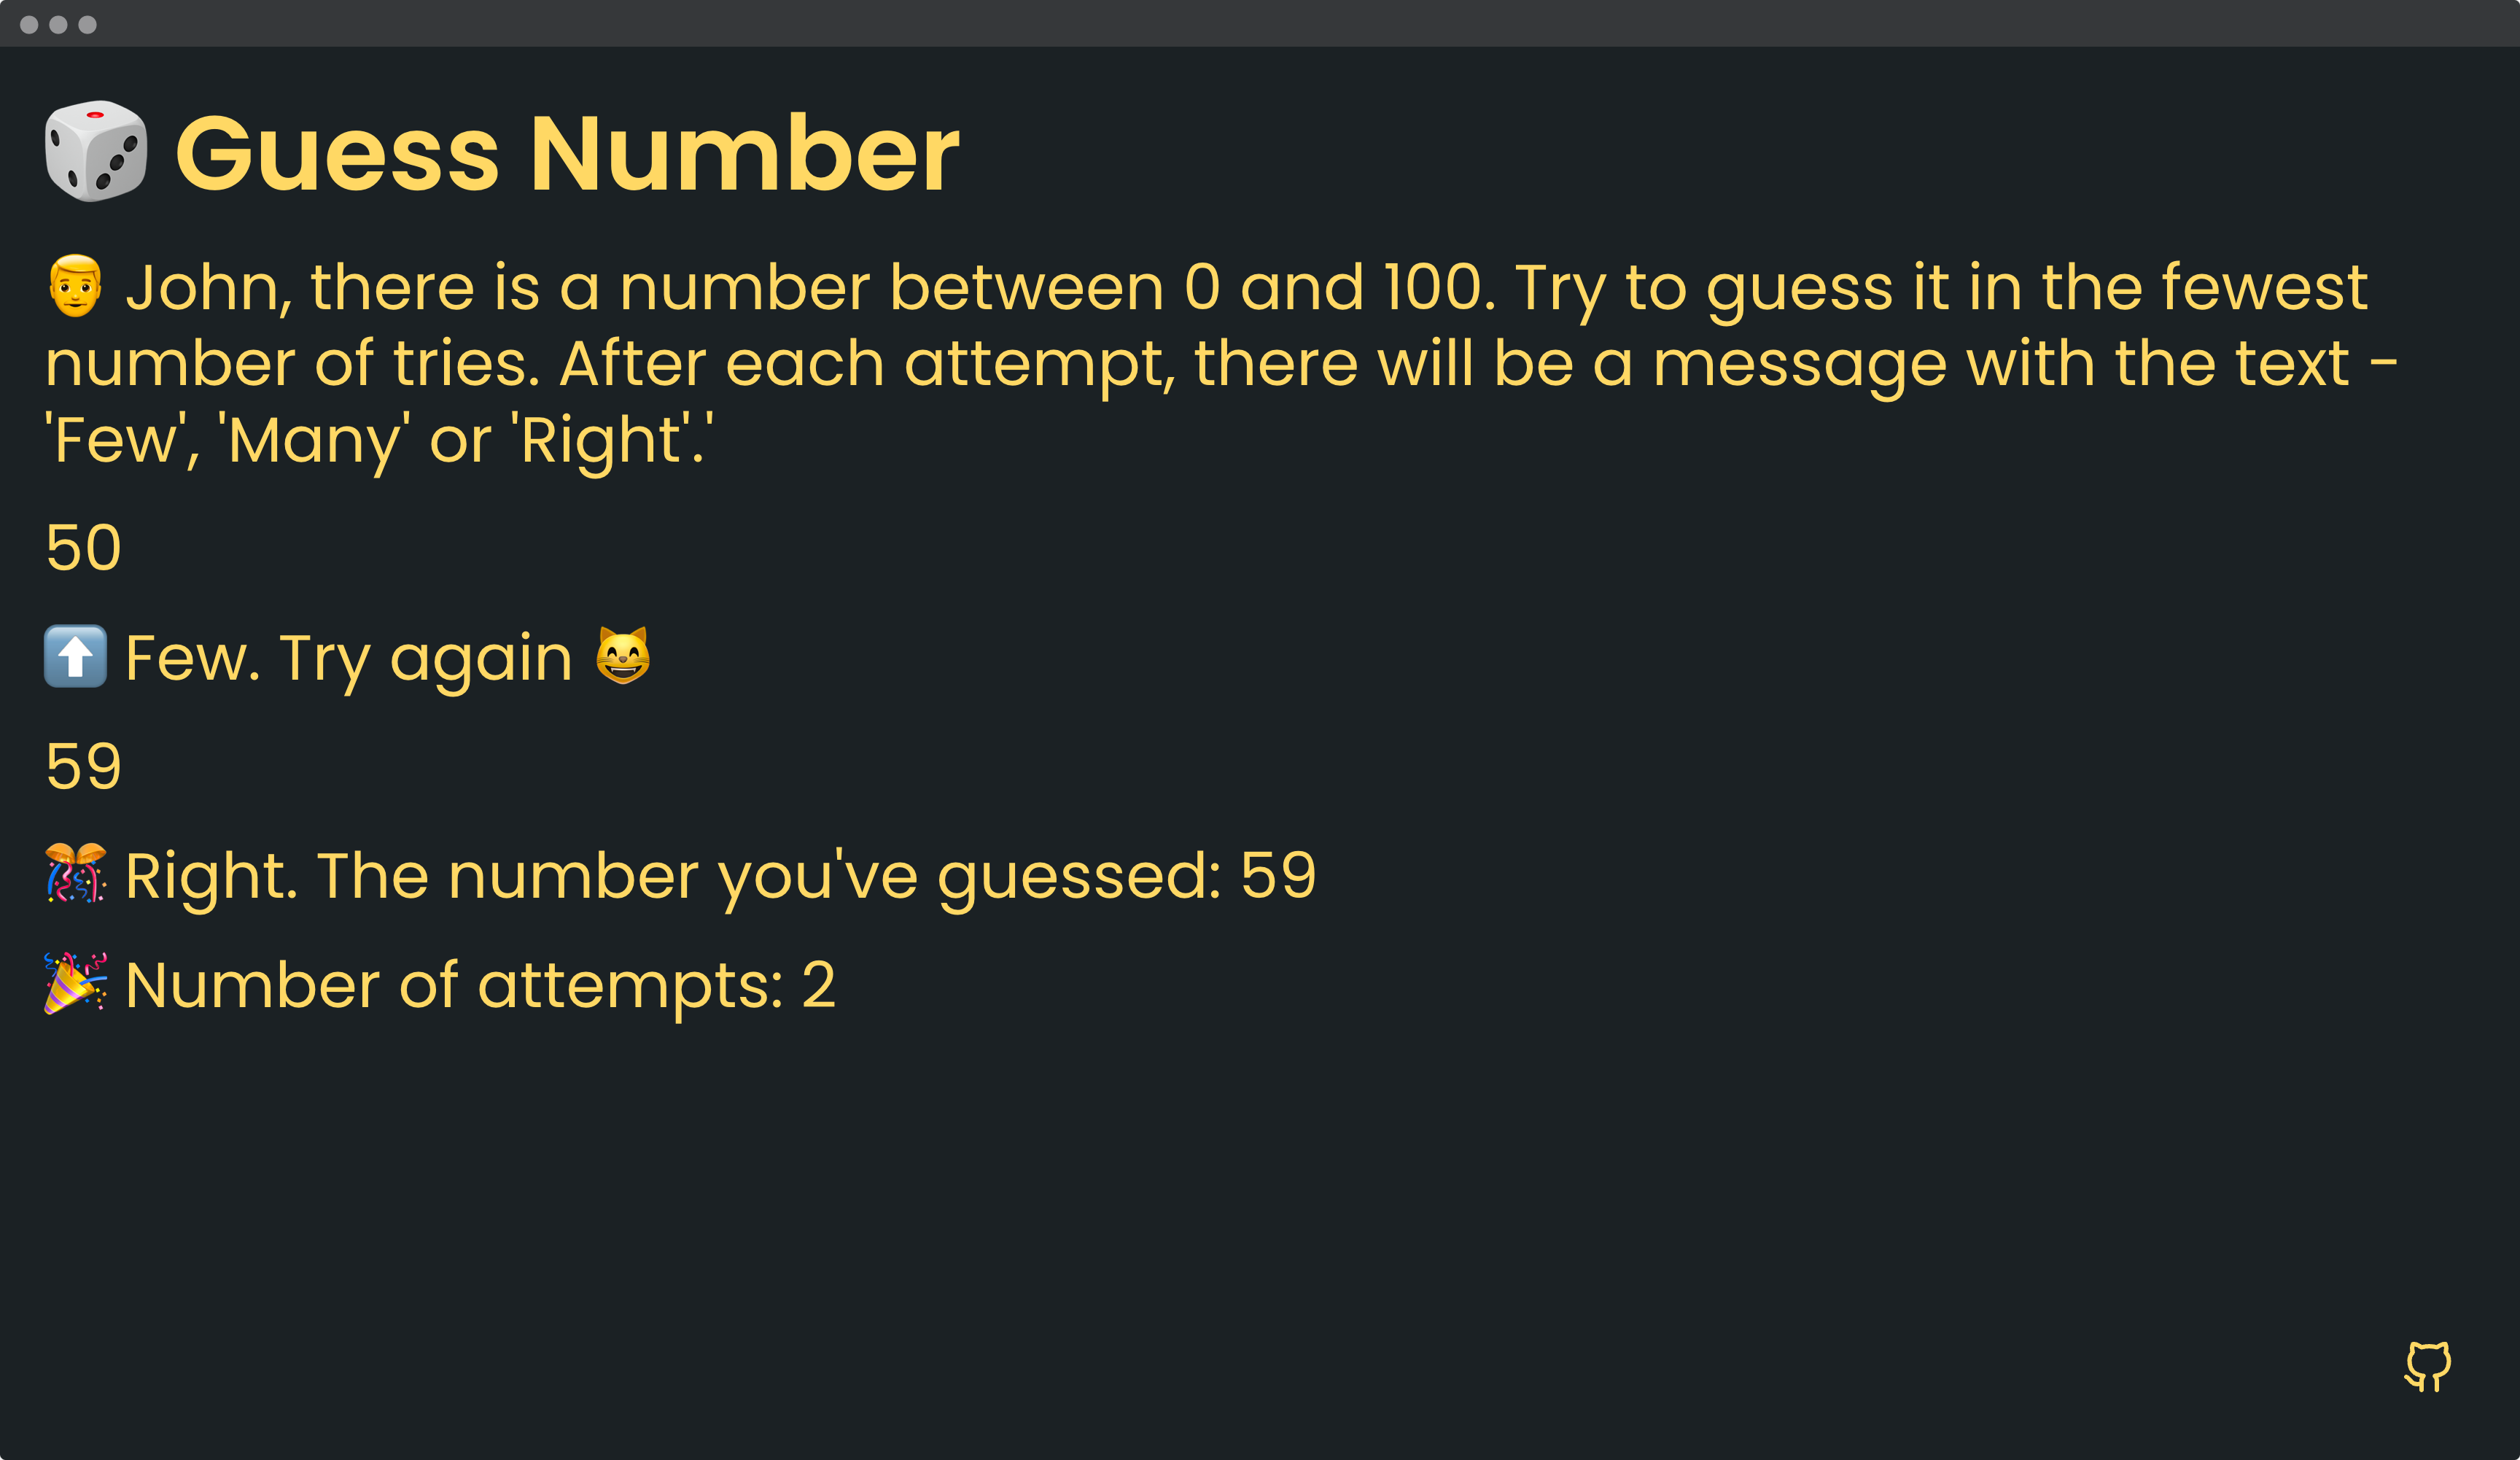 Guess Number
John, there is a number between 0 and 100. Try to guess it in the fewest
number of tries. After each attempt, there will be a message with the text -
'Few', 'Many' or 'Right'.'
50
Few. Try again
59
Right. The number you've guessed: 59
Number of attempts: 2